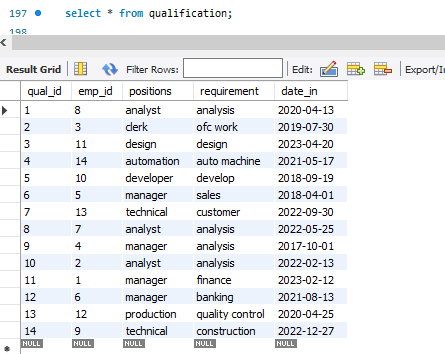 197 select * from qualification;
198
Result Grid Filter Rows: Edit: Export/Im
qual_id emp_id positions requirement date_in
1 8 analyst analysis 2020-04-13
2 3 clerk ofc work 2019-07-30
3 11 design design 2023-04-20
4 14 automation auto machine 2021-05-17
5 10 developer develop 2018-09-19
6 5 manager sales 2018-04-01
7 13 technical customer 2022-09-30
8 7 analyst analysis 2022-05-25
9 4 manager analysis 2017-10-01
10 2 analyst analysis 2022-02-13
11 1 manager finance 2023-02-12
12 6 manager banking 2021-08-13
13 12 production quality control 2020-04-25
14 9 technical construction 2022-12-27
NULL NULL NULL NULL NULL